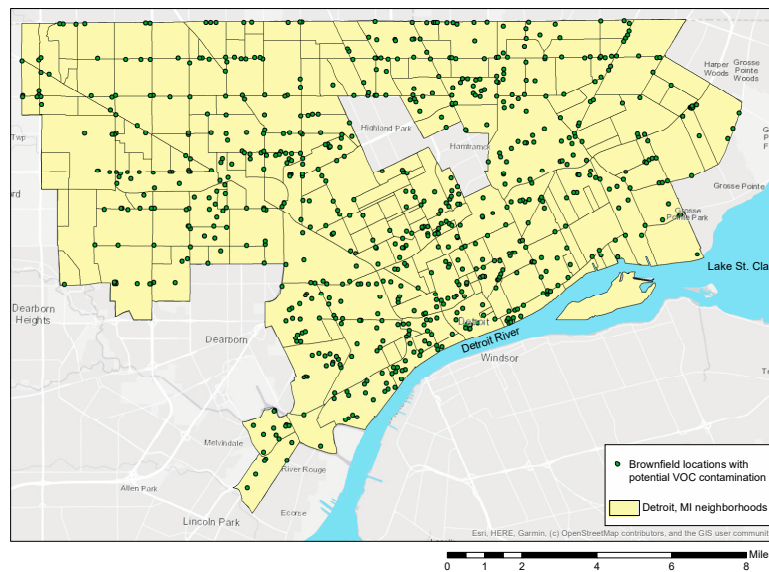 Harper Woods
Grosse Pointe Woods
Highland Park
Twp
Hamtramck
Grosse Pointe
Grosse Pointe Park
Lake St. Cla
Dearborn Heights
Dearborn
Detroit
Detroit River
Windsor
Melvindale
River Rouge
Allen Park
Ecorse
Lincoln Park
Brownfield locations with
potential VOC contamination
Detroit, MI neighborhoods
Esri, HERE, Garmin, (c) OpenStreetMap contributors, and the GIS user communit
Mile
0 1 2 4 6 8